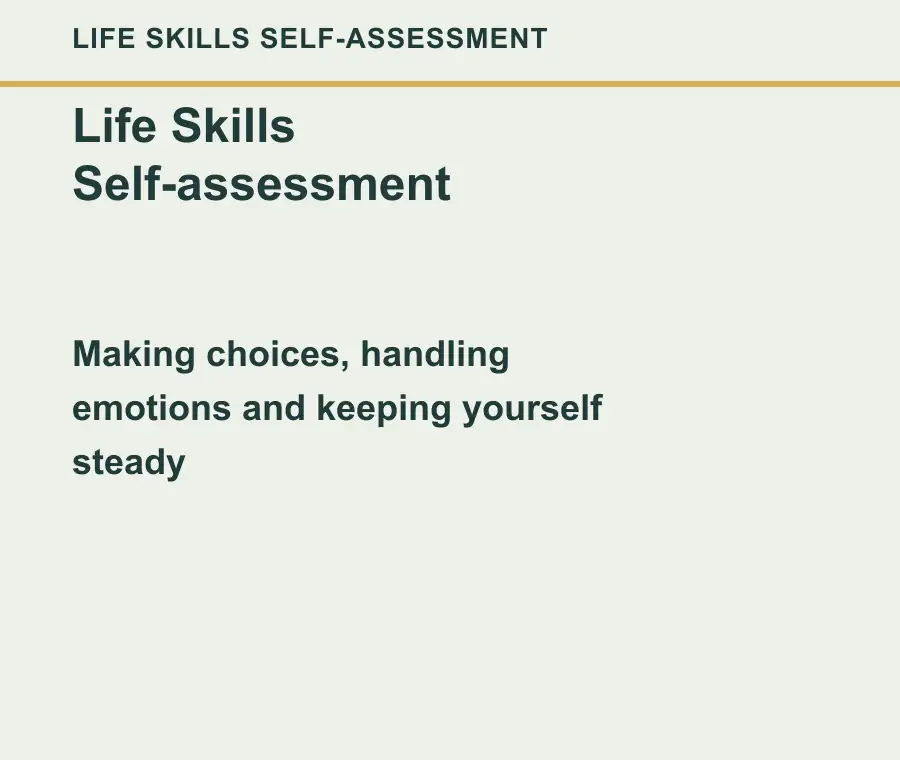 LIFE SKILLS SELF-ASSESSMENT
Life Skills
Self-assessment
Making choices, handling
emotions and keeping yourself
steady